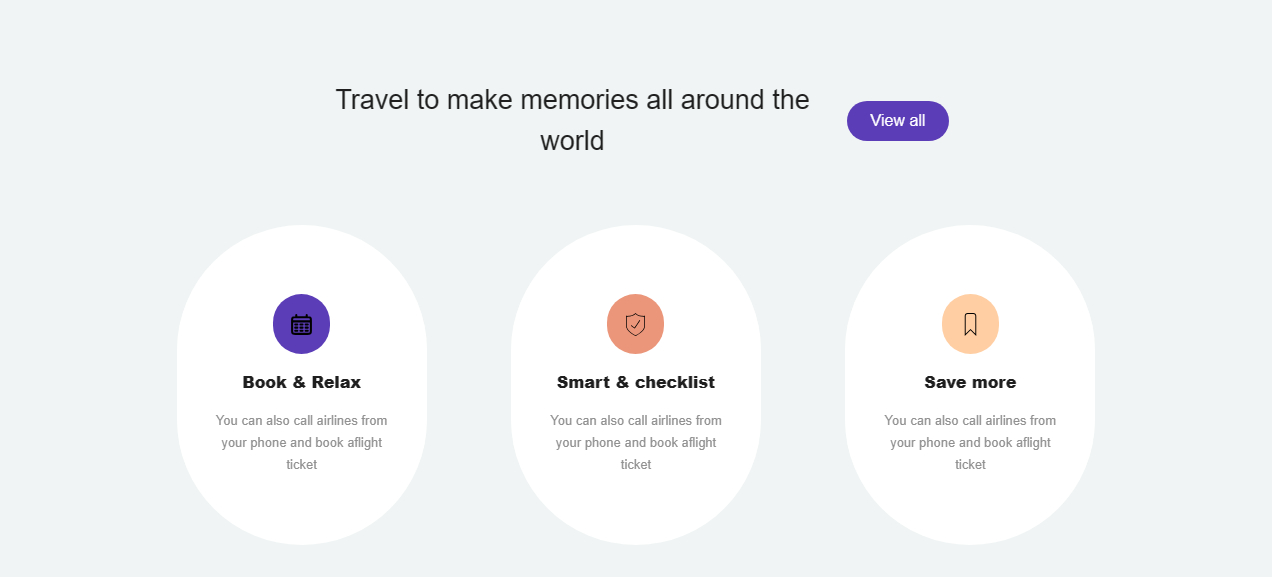 Travel to make memories all around the
world
View all
Book & Relax
You can also call airlines from
your phone and book aflight
ticket
Smart & checklist
You can also call airlines from
your phone and book aflight
ticket
Save more
You can also call airlines from
your phone and book aflight
ticket